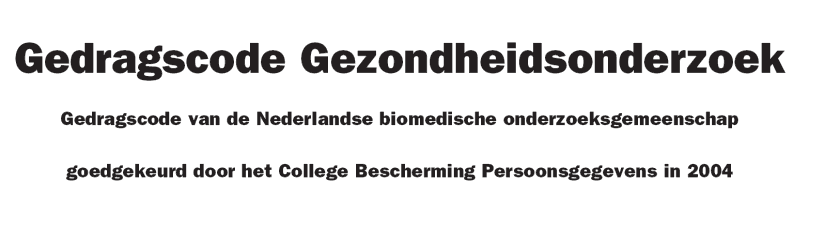 Gedragscode Gezondheidsonderzoek
Gedragscode van de Nederlandse biomedische onderzoeksgemeenschap
goedgekeurd door het College Bescherming Persoonsgegevens in 2004